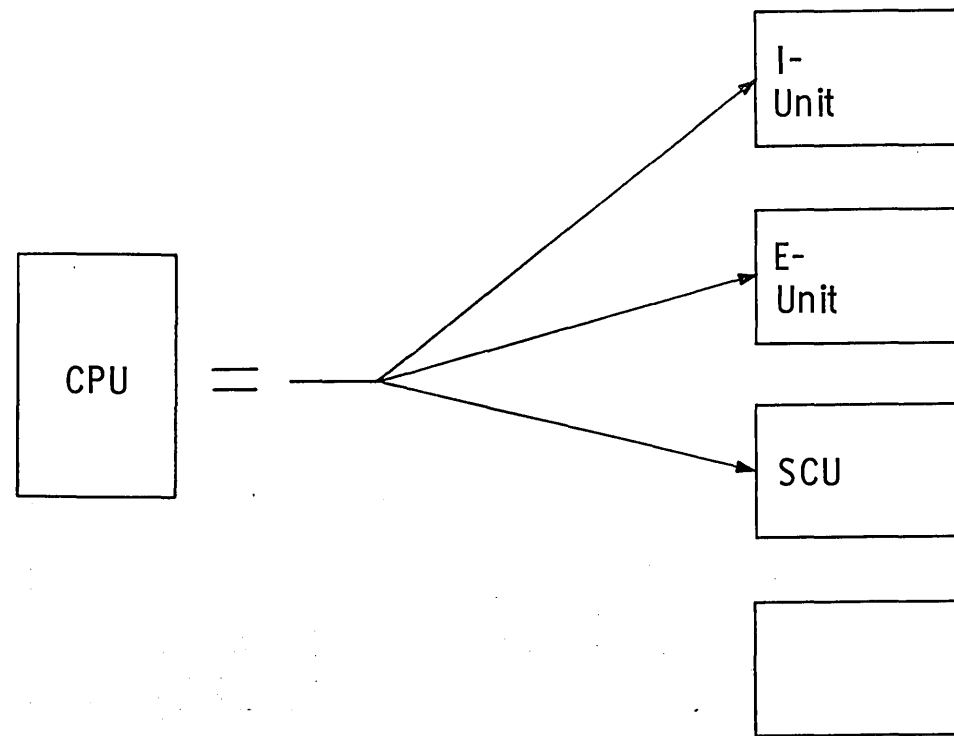 I-
Unit
E-
Unit
CPU =
SCU